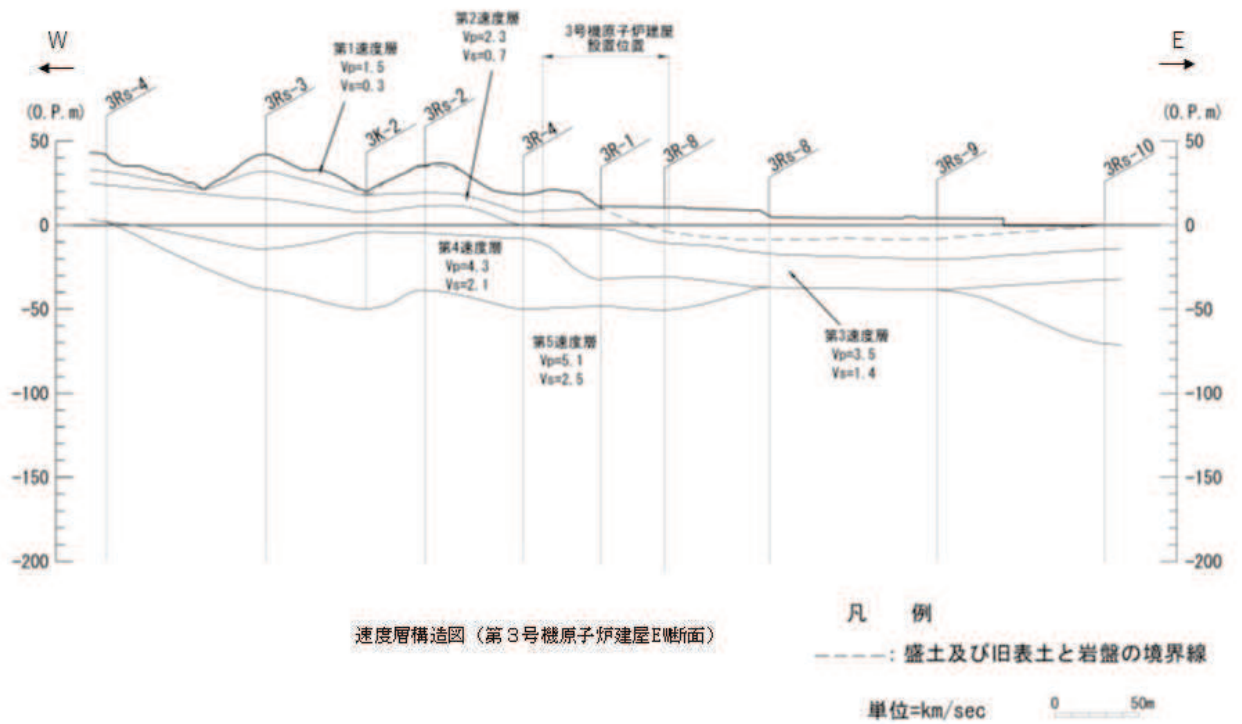 W
E
第1速度層
Vp=1.5
Vs=0.3
第2速度層
Vp=2.3
Vs=0.7
3号機原子炉建屋
設置位置
(O.P.m)
(O.P.m)
3Rs-4
3Rs-3
3K-2
3Rs-2
3R-4
3R-1
3R-8
3Rs-8
3Rs-9
3Rs-10
50
0
-50
-100
-150
-200
50
0
-50
-100
-150
-200
第4速度層
Vp=4.3
Vs=2.1
第5速度層
Vp=5.1
Vs=2.5
第3速度層
Vp=3.5
Vs=1.4
速度層構造図(第3号機原子炉建屋EW断面)
凡 例
:盛土及び旧表土と岩盤の境界線
単位=km/sec
0 50m